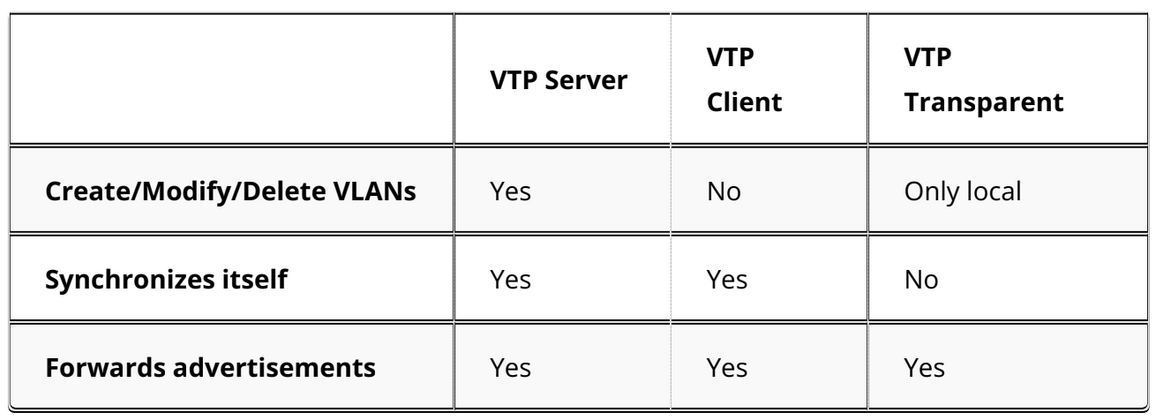 VTP Server
VTP
Client
VTP
Transparent
Create/Modify/Delete VLANs Yes No Only local
Synchronizes itself Yes Yes No
Forwards advertisements Yes Yes Yes